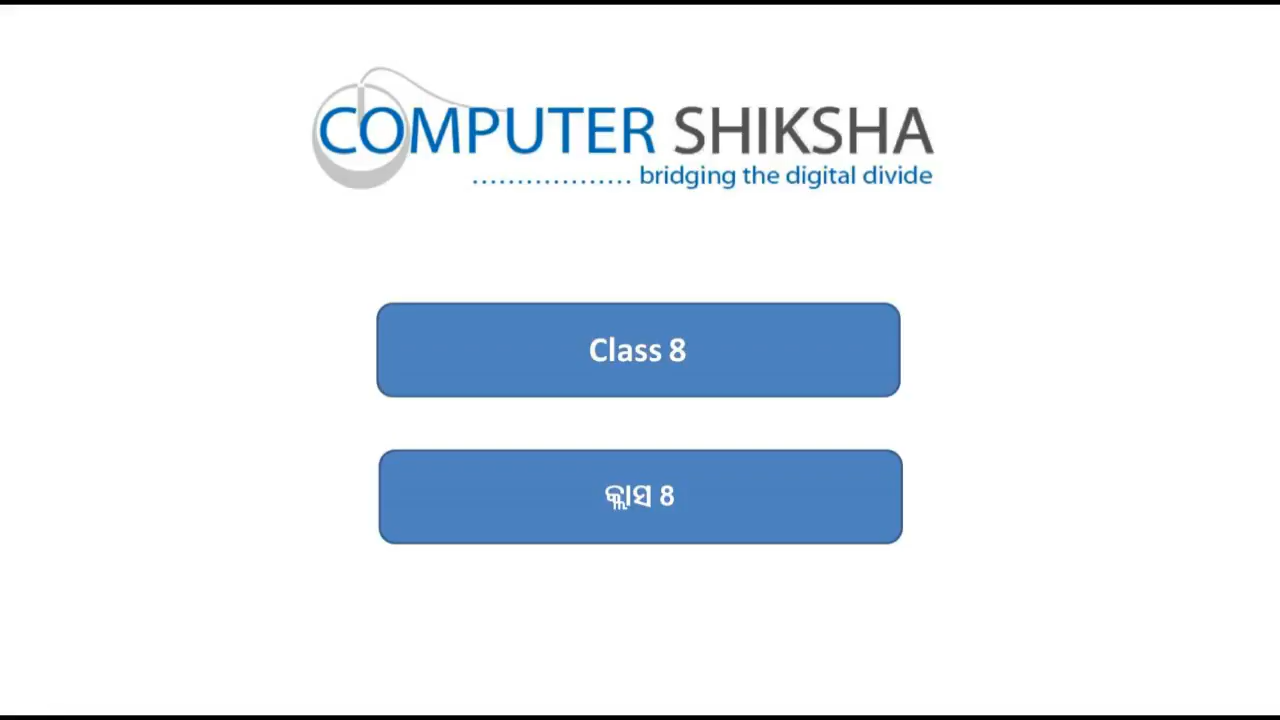 COMPUTER SHIKSHA
.................. bridging the digital divide
Class 8
କ୍ଲାସ 8